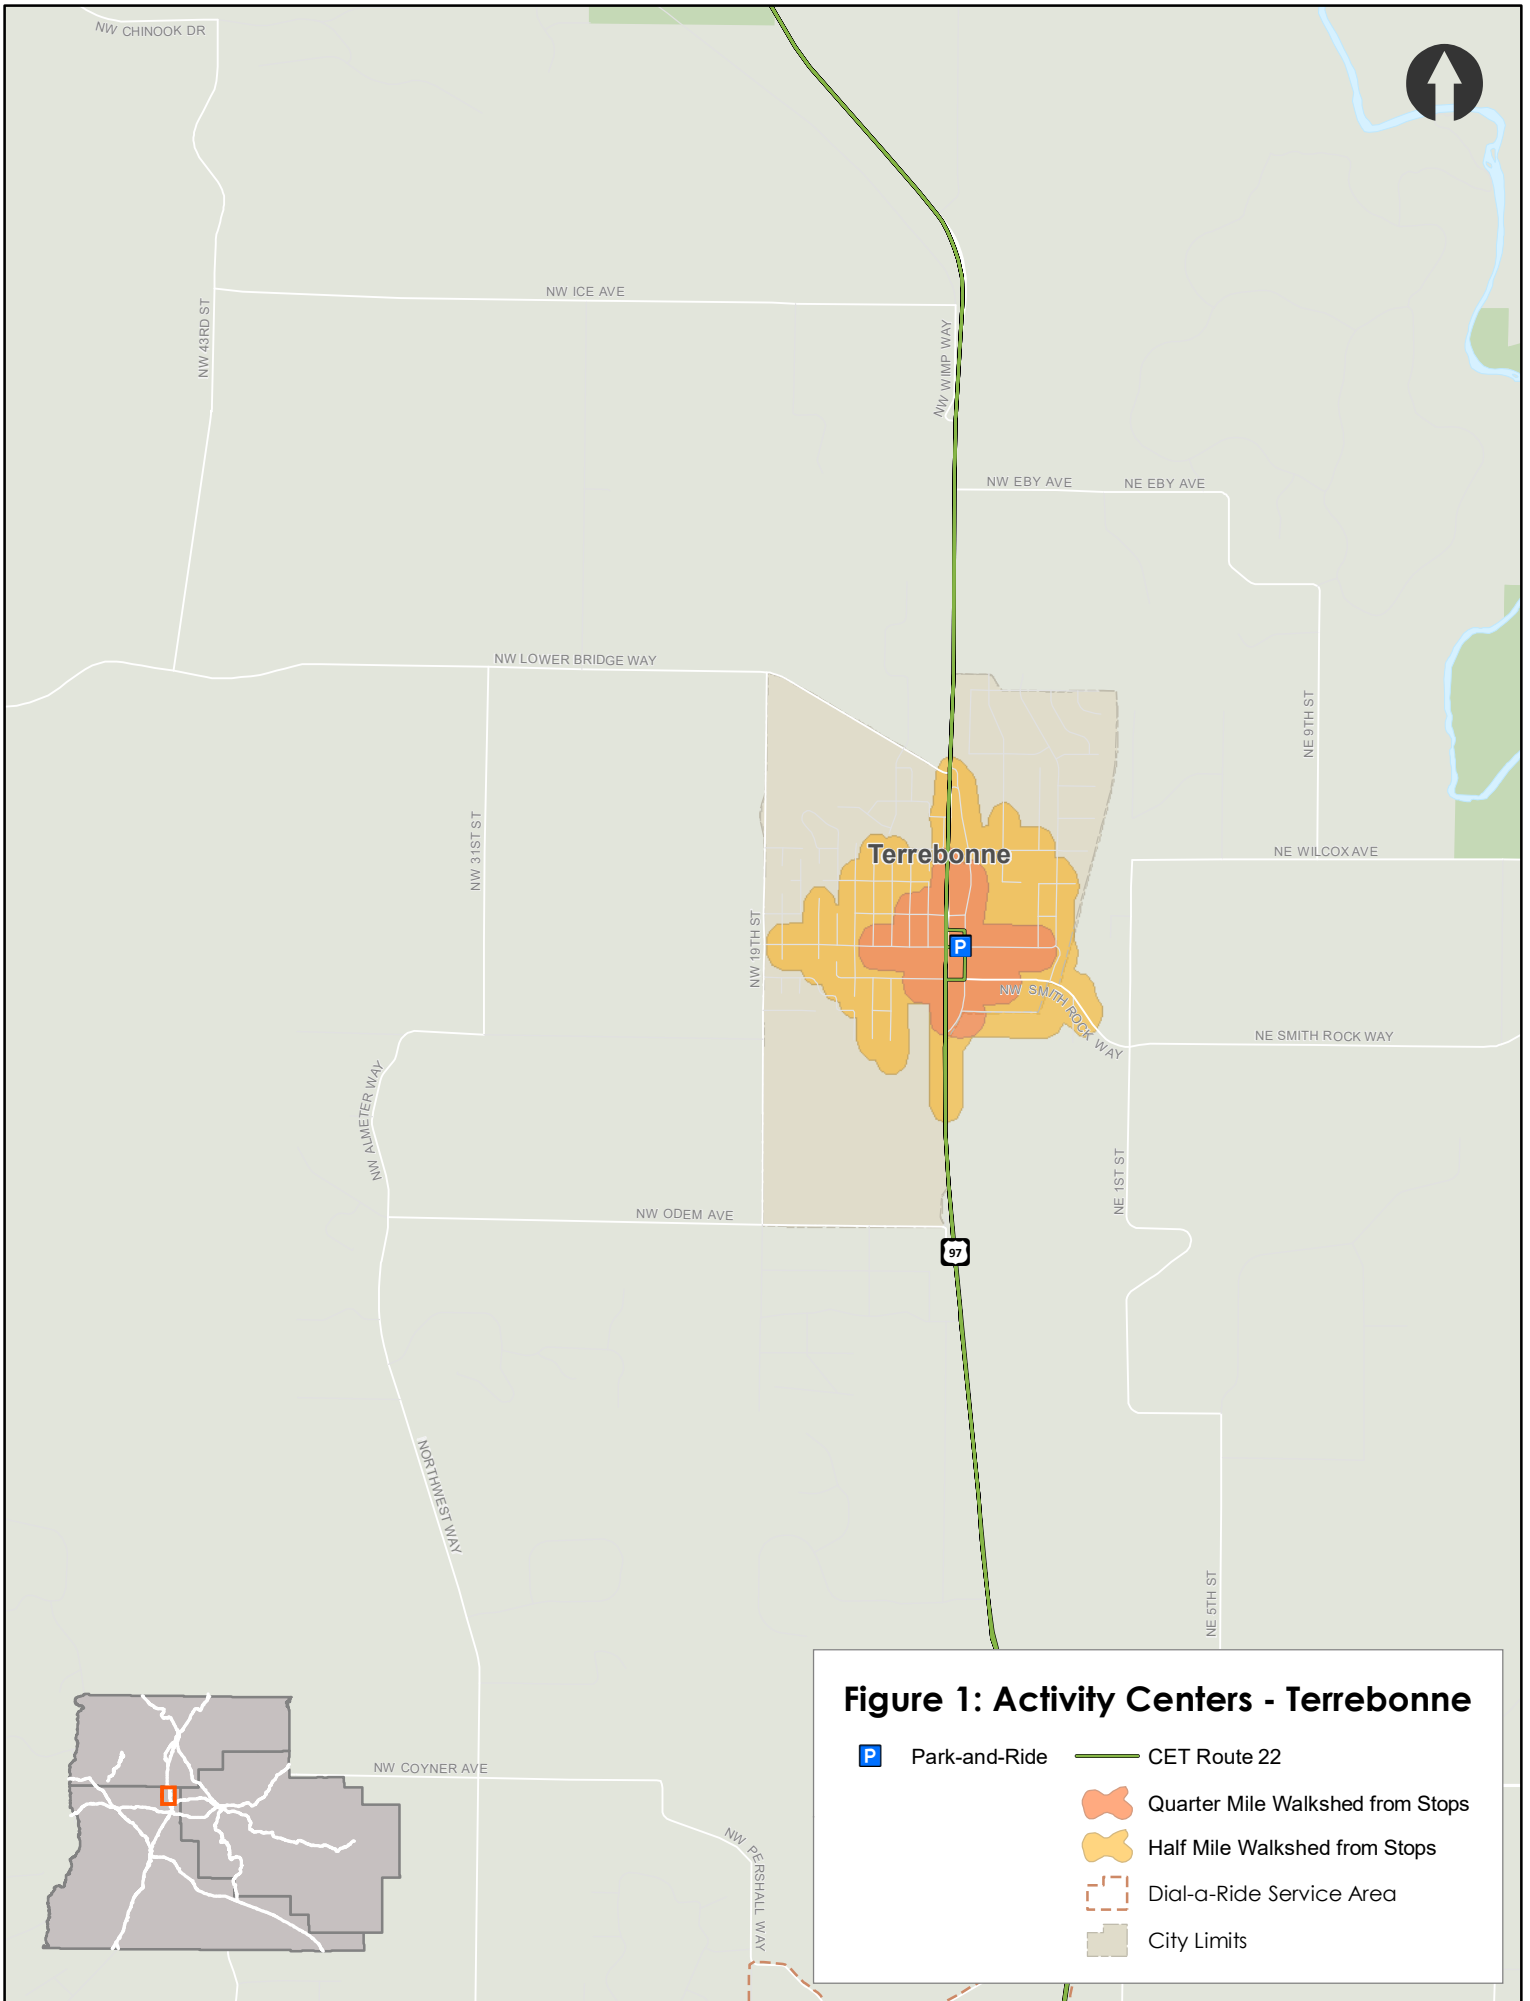 NW CHINOOK DR
NW ICE AVE
NW 43RD ST
NW WIMP WAY
NW EBY AVE
NE EBY AVE
NW LOWER BRIDGE WAY
NE 9TH ST
NW 31ST ST
Terrebonne
NE WILCOX AVE
NW 19TH ST
P
NW SMITH ROCK WAY
NE SMITH ROCK WAY
NW ALMETER WAY
NE 1ST ST
NW ODEM AVE
97
NORTHWEST WAY
NE 5TH ST
NW COYNER AVE
NW PERSHALL WAY
Figure 1: Activity Centers - Terrebonne
P Park-and-Ride
CET Route 22
Quarter Mile Walkshed from Stops
Half Mile Walkshed from Stops
Dial-a-Ride Service Area
City Limits